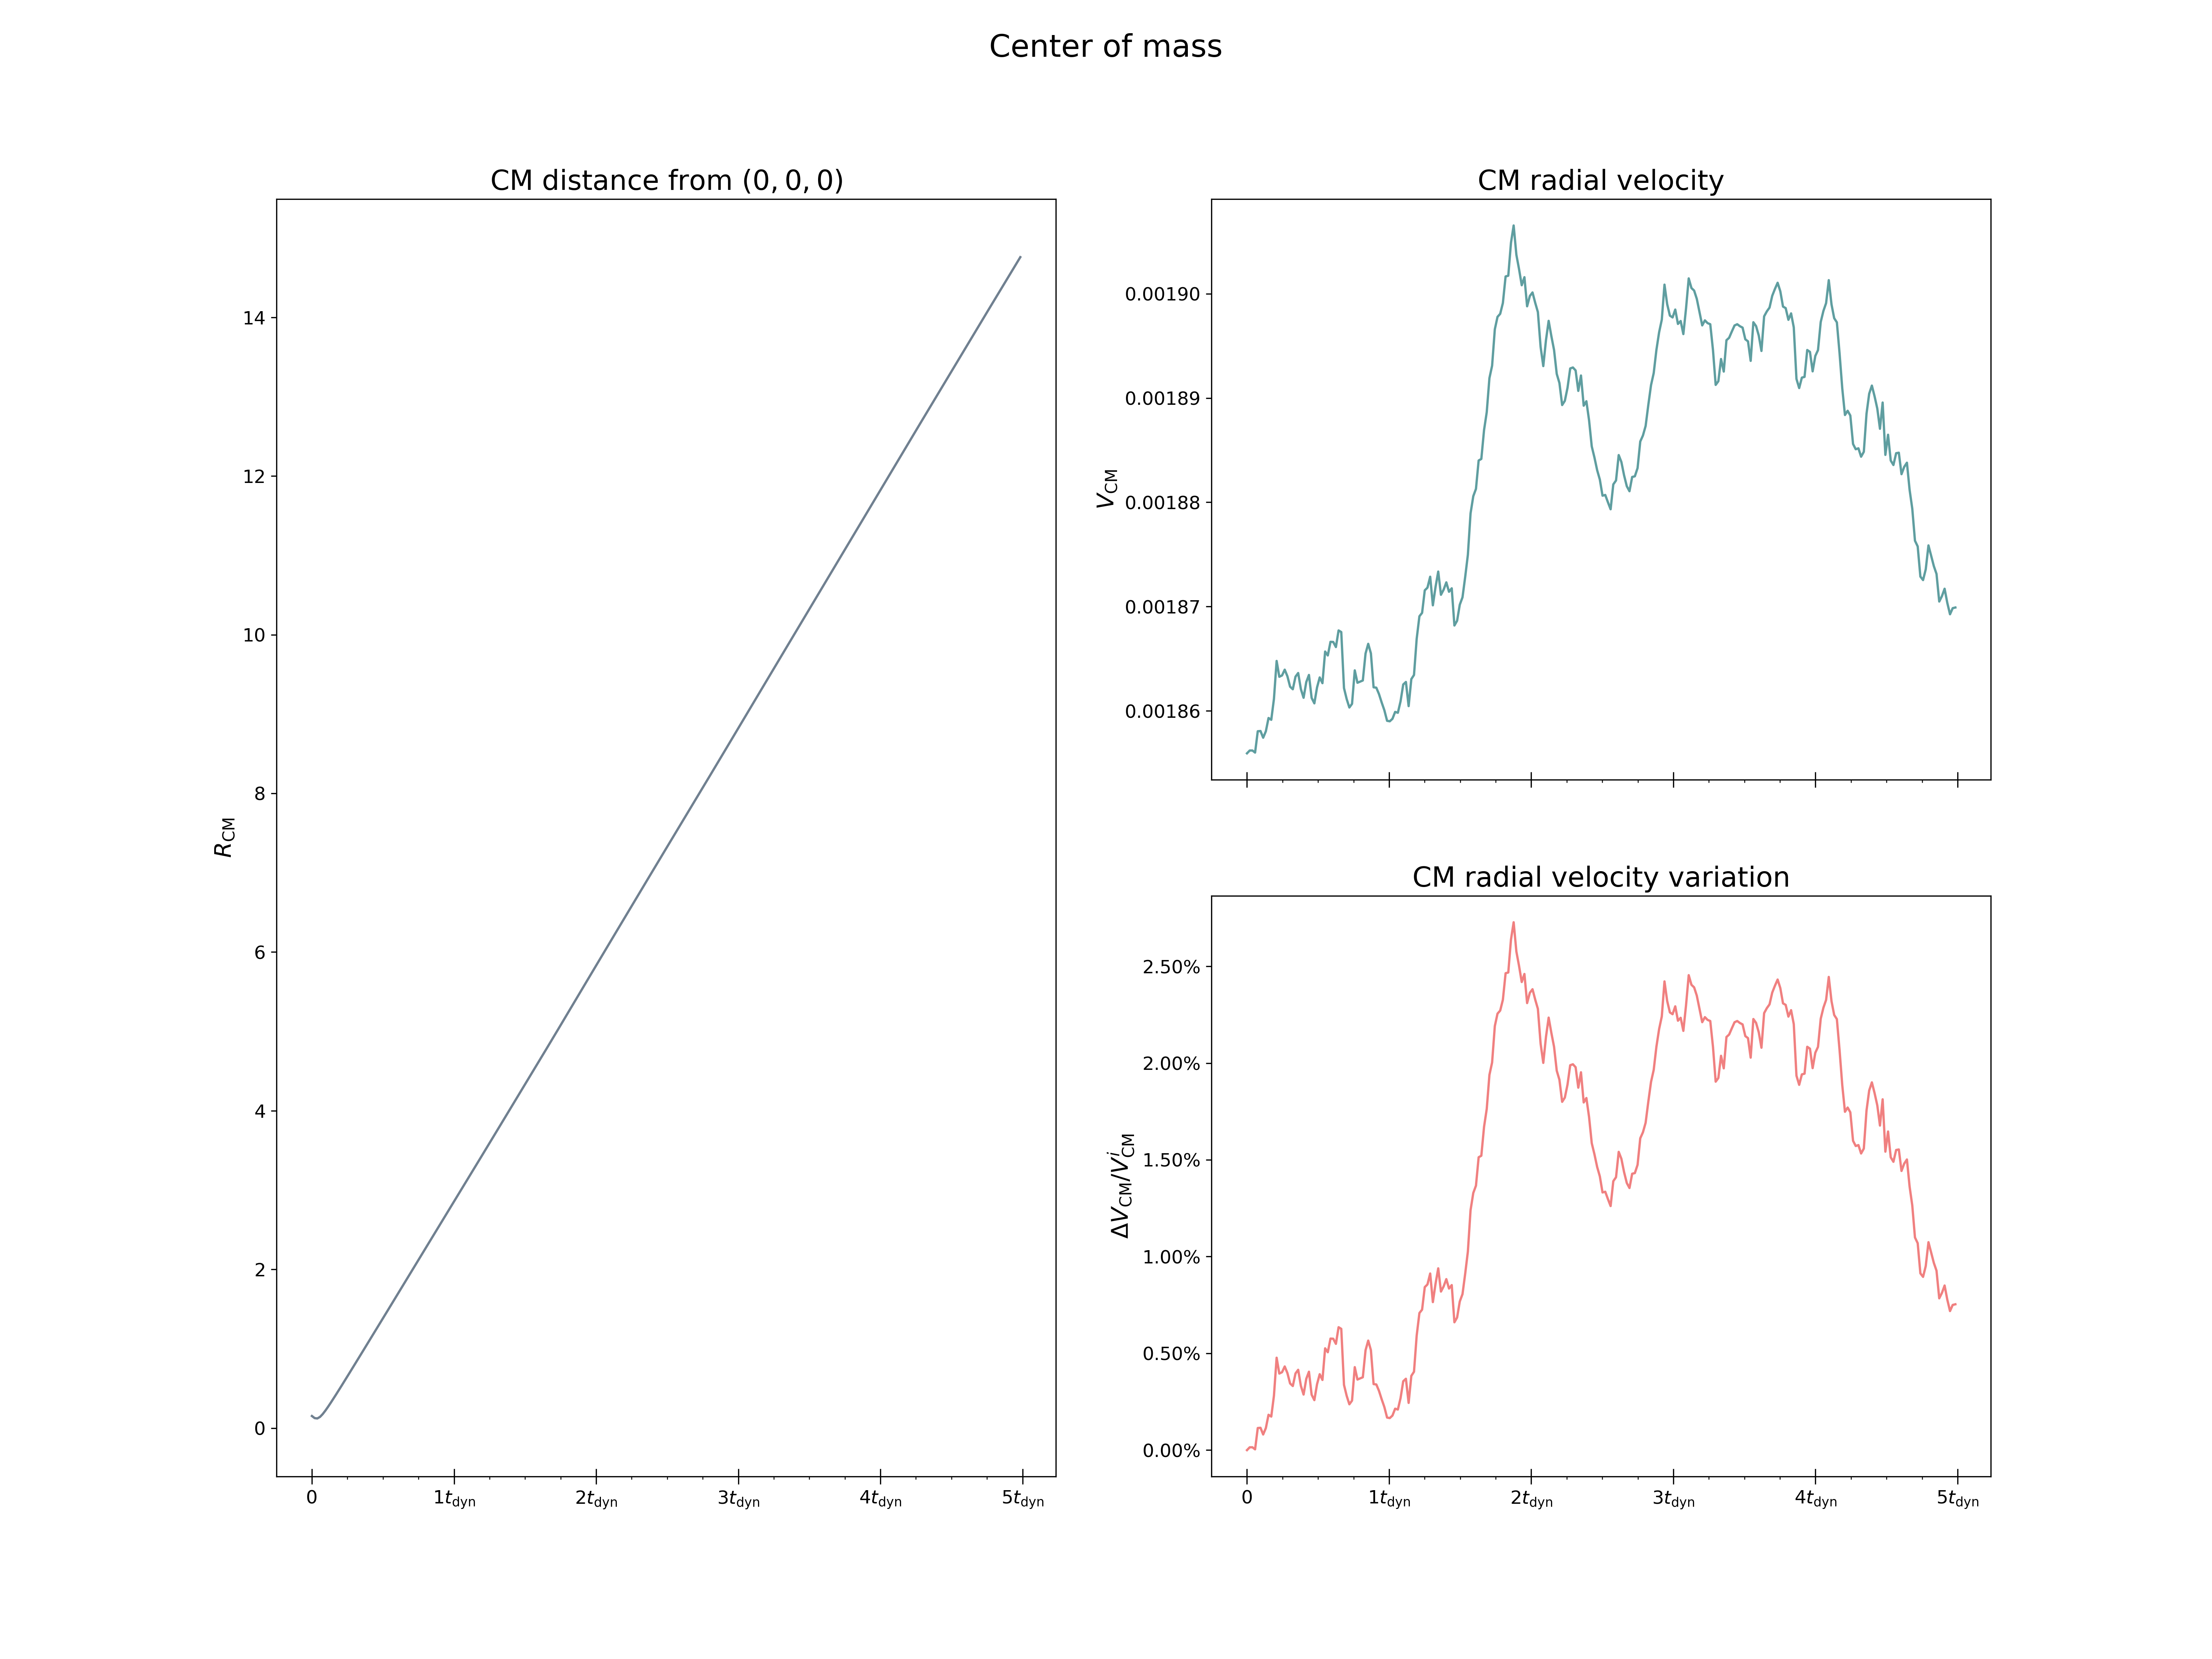 Center of mass
CM distance from (0, 0, 0)
R_CM
14
12
10
8
6
4
2
0
0 1t_dyn 2t_dyn 3t_dyn 4t_dyn 5t_dyn
CM radial velocity
V_CM
0.00190
0.00189
0.00188
0.00187
0.00186
CM radial velocity variation
ΔV_CM/V^i_CM
2.50%
2.00%
1.50%
1.00%
0.50%
0.00%
0 1t_dyn 2t_dyn 3t_dyn 4t_dyn 5t_dyn